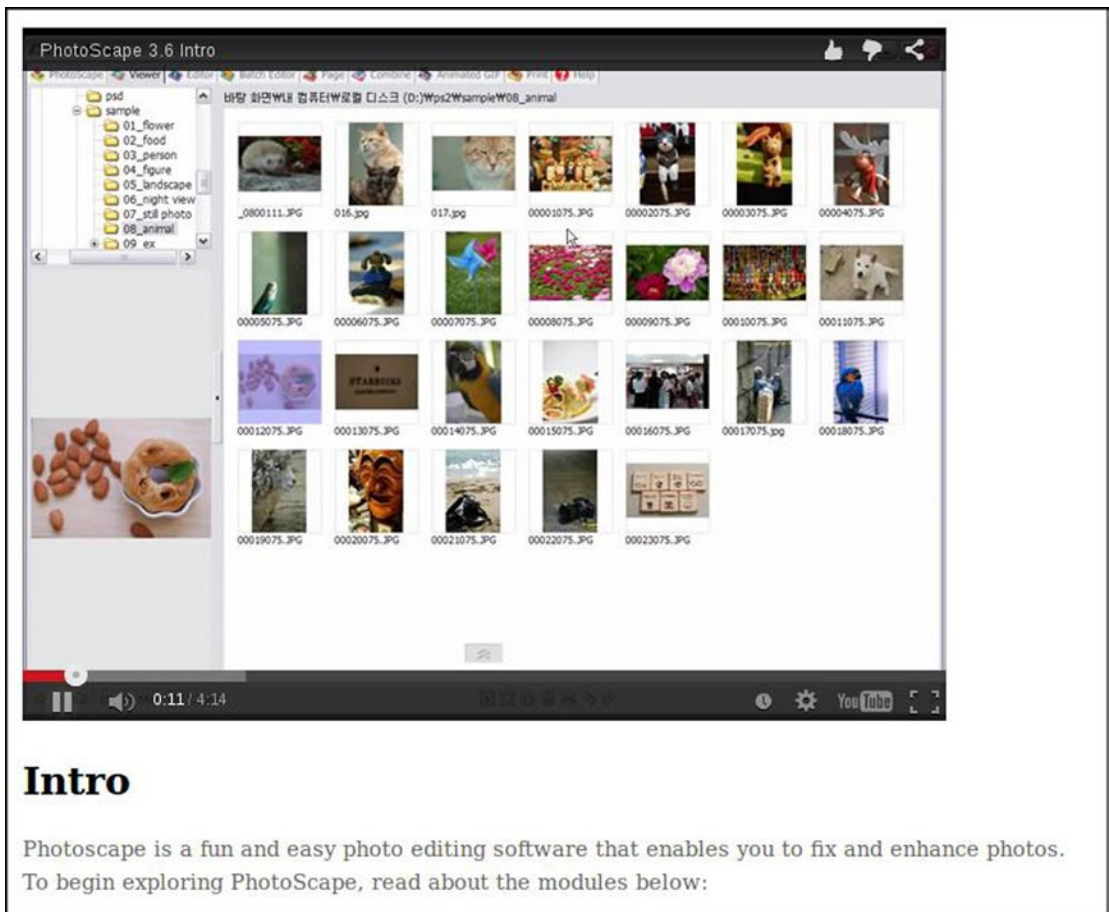 PhotoScape 3.6 Intro
PhotoScape Viewer Editor Batch Editor Page Combine Animated GIF Print Help
바탕 화면₩내 컴퓨터₩로컬 디스크 (D:)₩ps2₩sample₩08_animal
psd
sample
01_flower
02_food
03_person
04_figure
05_landscape
06_night view
07_still photo
08_animal
09_ex
_0800111.JPG 016.jpg 017.jpg 00001075.JPG 00002075.JPG 00003075.JPG 00004075.JPG
00005075.JPG 00006075.JPG 00007075.JPG 00008075.JPG 00009075.JPG 00010075.JPG 00011075.JPG
STARBUCKS
00012075.JPG 00013075.JPG 00014075.JPG 00015075.JPG 00016075.JPG 00017075.jpg 00018075.JPG
00019075.JPG 00020075.JPG 00021075.JPG 00022075.JPG 00023075.JPG
0:11 / 4:14
YouTube
Intro
Photoscape is a fun and easy photo editing software that enables you to fix and enhance photos.
To begin exploring PhotoScape, read about the modules below: